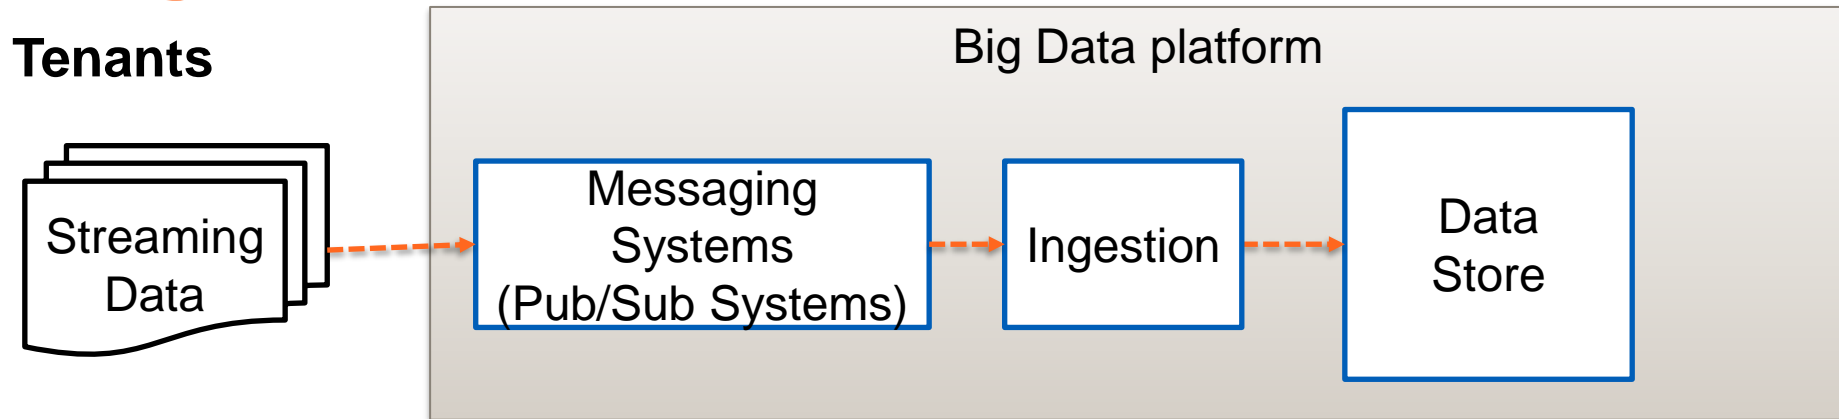 Tenants
Big Data platform
Streaming
Data
Messaging
Systems
(Pub/Sub Systems)
Ingestion
Data
Store